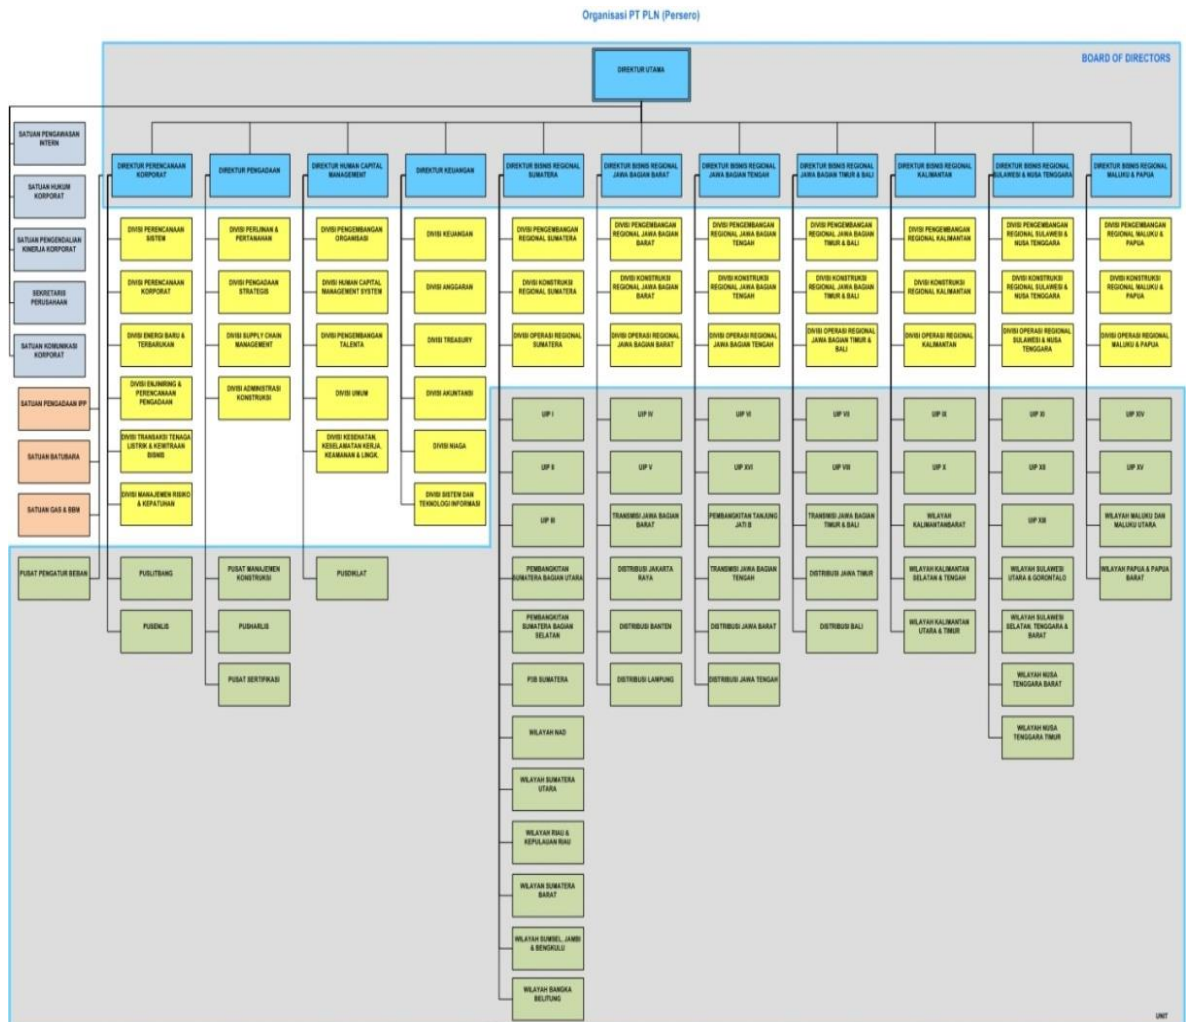 Organisasi PT PLN (Persero)
BOARD OF DIRECTORS
DIREKTUR UTAMA
SATUAN PENGAWASAN
INTERN
SATUAN HUKUM
KORPORAT
SATUAN PENGENDALIAN
KINERJA KORPORAT
SEKRETARIS
PERUSAHAAN
SATUAN KOMUNIKASI
KORPORAT
SATUAN PENGADAAN IPP
SATUAN BATUBARA
SATUAN GAS & BBM
PUSAT PENGATUR BEBAN
DIREKTUR PERENCANAAN
KORPORAT
DIVISI PERENCANAAN
SISTEM
DIVISI PERENCANAAN
KORPORAT
DIVISI ENERGI BARU &
TERBARUKAN
DIVISI ENJINIRING &
PERENCANAAN
PENGADAAN
DIVISI TRANSAKSI TENAGA
LISTRIK & KEMITRAAN
BISNIS
DIVISI MANAJEMEN RISIKO
& KEPATUHAN
PUSLITBANG
PUSENLIS
DIREKTUR PENGADAAN
DIVISI PERIJINAN &
PERTANAHAN
DIVISI PENGADAAN
STRATEGIS
DIVISI SUPPLY CHAIN
MANAGEMENT
DIVISI ADMINISTRASI
KONSTRUKSI
PUSAT MANAJEMEN
KONSTRUKSI
PUSHARLIS
PUSAT SERTIFIKASI
DIREKTUR HUMAN CAPITAL
MANAGEMENT
DIVISI PENGEMBANGAN
ORGANISASI
DIVISI HUMAN CAPITAL
MANAGEMENT SYSTEM
DIVISI PENGEMBANGAN
TALENTA
DIVISI UMUM
DIVISI KESEHATAN,
KESELAMATAN KERJA,
KEAMANAN & LINGK.
PUSDIKLAT
DIREKTUR KEUANGAN
DIVISI KEUANGAN
DIVISI ANGGARAN
DIVISI TREASURY
DIVISI AKUNTANSI
DIVISI NIAGA
DIVISI SISTEM DAN
TEKNOLOGI INFORMASI
DIREKTUR BISNIS REGIONAL
SUMATERA
DIVISI PENGEMBANGAN
REGIONAL SUMATERA
DIVISI KONSTRUKSI
REGIONAL SUMATERA
DIVISI OPERASI REGIONAL
SUMATERA
UIP I
UIP II
UIP III
PEMBANGKITAN
SUMATERA BAGIAN UTARA
PEMBANGKITAN
SUMATERA BAGIAN
SELATAN
P3B SUMATERA
WILAYAH NAD
WILAYAH SUMATERA
UTARA
WILAYAH RIAU &
KEPULAUAN RIAU
WILAYAN SUMATERA
BARAT
WILAYAH SUMSEL, JAMBI
& BENGKULU
WILAYAH BANGKA
BELITUNG
DIREKTUR BISNIS REGIONAL
JAWA BAGIAN BARAT
DIVISI PENGEMBANGAN
REGIONAL JAWA BAGIAN
BARAT
DIVISI KONSTRUKSI
REGIONAL JAWA BAGIAN
BARAT
DIVISI OPERASI REGIONAL
JAWA BAGIAN BARAT
UIP IV
UIP V
TRANSMISI JAWA BAGIAN
BARAT
DISTRIBUSI JAKARTA
RAYA
DISTRIBUSI BANTEN
DISTRIBUSI LAMPUNG
DIREKTUR BISNIS REGIONAL
JAWA BAGIAN TENGAH
DIVISI PENGEMBANGAN
REGIONAL JAWA BAGIAN
TENGAH
DIVISI KONSTRUKSI
REGIONAL JAWA BAGIAN
TENGAH
DIVISI OPERASI REGIONAL
JAWA BAGIAN TENGAH
UIP VI
UIP XVI
PEMBANGKITAN TANJUNG
JATI B
TRANSMISI JAWA BAGIAN
TENGAH
DISTRIBUSI JAWA BARAT
DISTRIBUSI JAWA TENGAH
DIREKTUR BISNIS REGIONAL
JAWA BAGIAN TIMUR & BALI
DIVISI PENGEMBANGAN
REGIONAL JAWA BAGIAN
TIMUR & BALI
DIVISI KONSTRUKSI
REGIONAL JAWA BAGIAN
TIMUR & BALI
DIVISI OPERASI REGIONAL
JAWA BAGIAN TIMUR &
BALI
UIP VII
UIP VIII
TRANSMISI JAWA BAGIAN
TIMUR & BALI
DISTRIBUSI JAWA TIMUR
DISTRIBUSI BALI
DIREKTUR BISNIS REGIONAL
KALIMANTAN
DIVISI PENGEMBANGAN
REGIONAL KALIMANTAN
DIVISI KONSTRUKSI
REGIONAL KALIMANTAN
DIVISI OPERASI REGIONAL
KALIMANTAN
UIP IX
UIP X
WILAYAH
KALIMANTANBARAT
WILAYAH KALIMANTAN
SELATAN & TENGAH
WILAYAH KALIMANTAN
UTARA & TIMUR
DIREKTUR BISNIS REGIONAL
SULAWESI & NUSA TENGGARA
DIVISI PENGEMBANGAN
REGIONAL SULAWESI &
NUSA TENGGARA
DIVISI KONSTRUKSI
REGIONAL SULAWESI &
NUSA TENGGARA
DIVISI OPERASI REGIONAL
SULAWESI & NUSA
TENGGARA
UIP XI
UIP XII
UIP XIII
WILAYAH SULAWESI
UTARA & GORONTALO
WILAYAH SULAWESI
SELATAN, TENGGARA &
BARAT
WILAYAH NUSA
TENGGARA BARAT
WILAYAH NUSA
TENGGARA TIMUR
DIREKTUR BISNIS REGIONAL
MALUKU & PAPUA
DIVISI PENGEMBANGAN
REGIONAL MALUKU &
PAPUA
DIVISI KONSTRUKSI
REGIONAL MALUKU &
PAPUA
DIVISI OPERASI REGIONAL
MALUKU & PAPUA
UIP XIV
UIP XV
WILAYAH MALUKU DAN
MALUKU UTARA
WILAYAH PAPUA & PAPUA
BARAT
UNIT